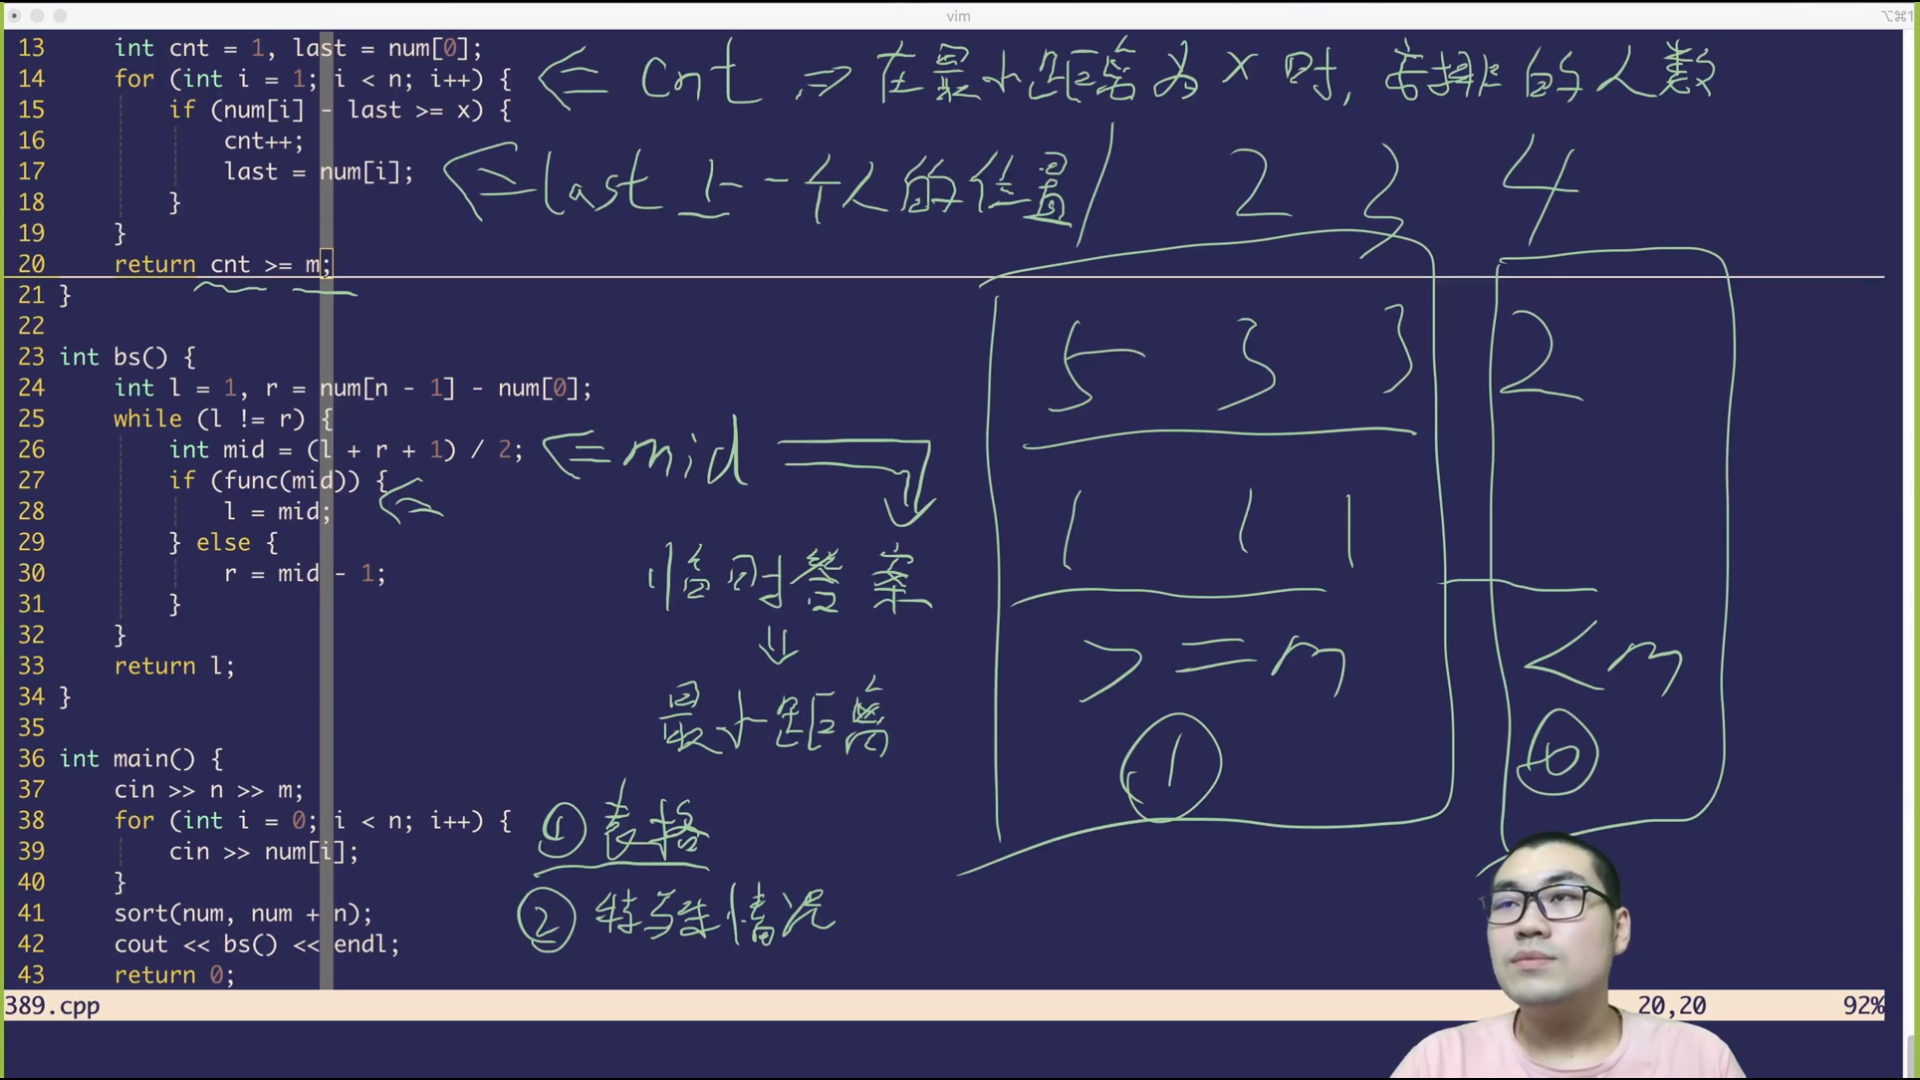 vim
⌥⌘1
13 int cnt = 1, last = num[0];
14 for (int i = 1; i < n; i++) {
15 if (num[i] - last >= x) {
16 cnt++;
17 last = num[i];
18 }
19 }
20 return cnt >= m;
21 }
22
23 int bs() {
24 int l = 1, r = num[n - 1] - num[0];
25 while (l != r) {
26 int mid = (l + r + 1) / 2;
27 if (func(mid)) {
28 l = mid;
29 } else {
30 r = mid - 1;
31 }
32 }
33 return l;
34 }
35
36 int main() {
37 cin >> n >> m;
38 for (int i = 0; i < n; i++) {
39 cin >> num[i];
40 }
41 sort(num, num + n);
42 cout << bs() << endl;
43 return 0;
389.cpp 20,20 92%
⇐ cnt ⇒ 在最小距离为 x 时, 安排的人数
⇐ last 上一个人的位置
1 2 3 4
5 3 3 2
1 1 1
>= m < m
① ⓪
⇐ mid
临时答案
⇓
最小距离
① 表格
② 特殊情况